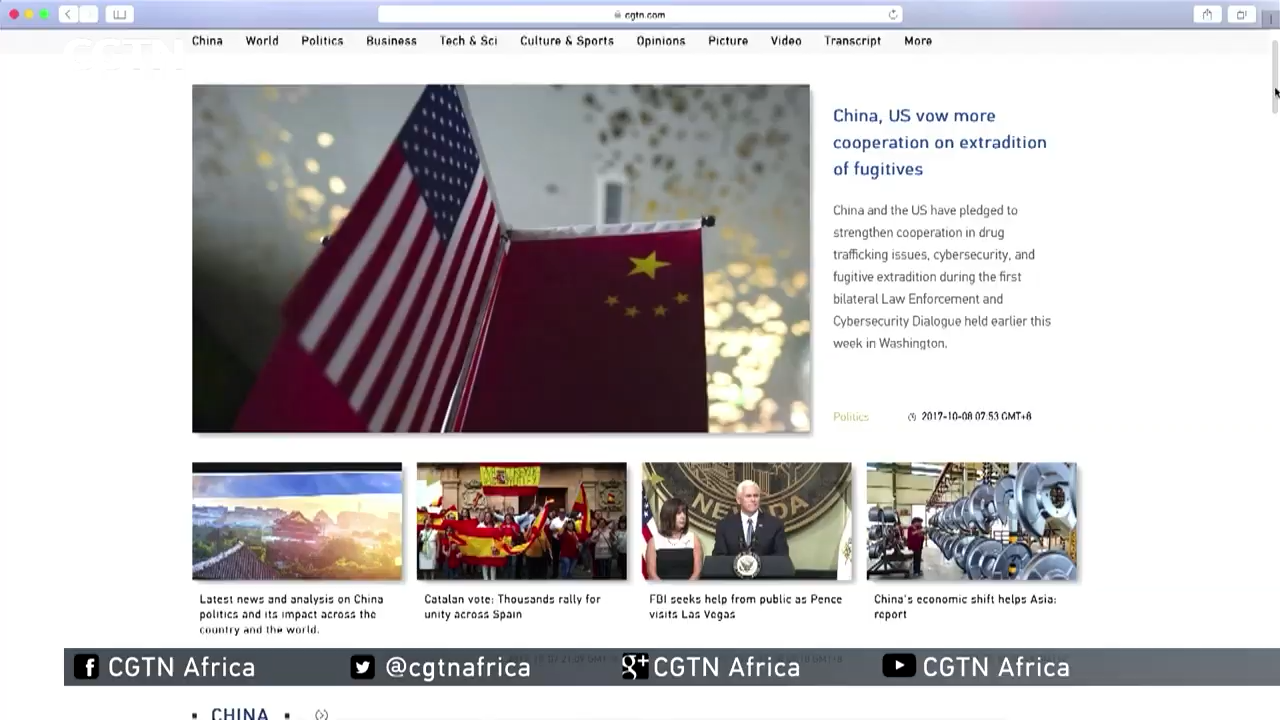 cgtn.com
CGTN
China World Politics Business Tech & Sci Culture & Sports Opinions Picture Video Transcript More
China, US vow more
cooperation on extradition
of fugitives
China and the US have pledged to
strengthen cooperation in drug
trafficking issues, cybersecurity, and
fugitive extradition during the first
bilateral Law Enforcement and
Cybersecurity Dialogue held earlier this
week in Washington.
Politics 2017-10-08 07:53 GMT+8
NEVADA
Latest news and analysis on China
politics and its impact across the
country and the world.
Catalan vote: Thousands rally for
unity across Spain
FBI seeks help from public as Pence
visits Las Vegas
China's economic shift helps Asia:
report
CGTN Africa @cgtnafrica CGTN Africa CGTN Africa
CHINA